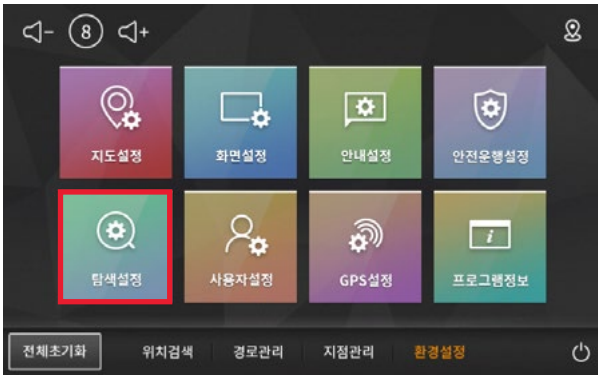 8
지도설정 화면설정 안내설정 안전운행설정
탐색설정 사용자설정 GPS설정 프로그램정보
전체초기화 위치검색 경로관리 지점관리 환경설정